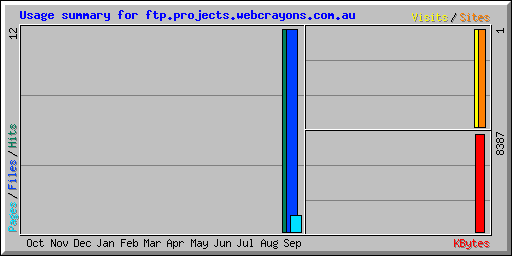 Usage summary for ftp.projects.webcrayons.com.au
Visits / Sites
12
1
Pages / Files / Hits
8387
Oct Nov Dec Jan Feb Mar Apr May Jun Jul Aug Sep
KBytes